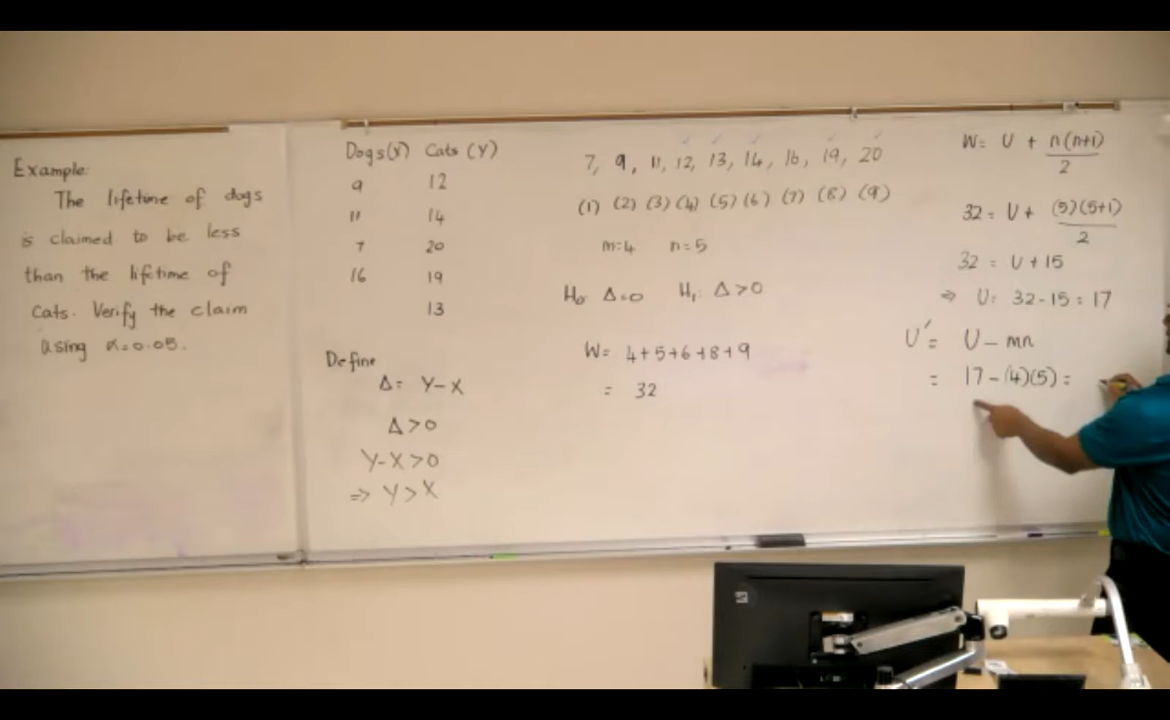 Example:
The lifetime of dogs
is claimed to be less
than the lifetime of
Cats. Verify the claim
using α=0.05.
Dogs(X) Cats (Y)
9 12
11 14
7 20
16 19
13
Define
Δ= Y-X
Δ>0
Y-X>0
⇒ Y>X
7, 9, 11, 12, 13, 14, 16, 19, 20
(1) (2) (3) (4) (5) (6) (7) (8) (9)
m=4 n=5
H₀: Δ=0 H₁: Δ>0
W= 4+5+6+8+9
= 32
W= U + n(n+1)/2
32 = U + (5)(5+1)/2
32 = U+15
⇒ U= 32-15=17
U' = U-mn
= 17-(4)(5)=